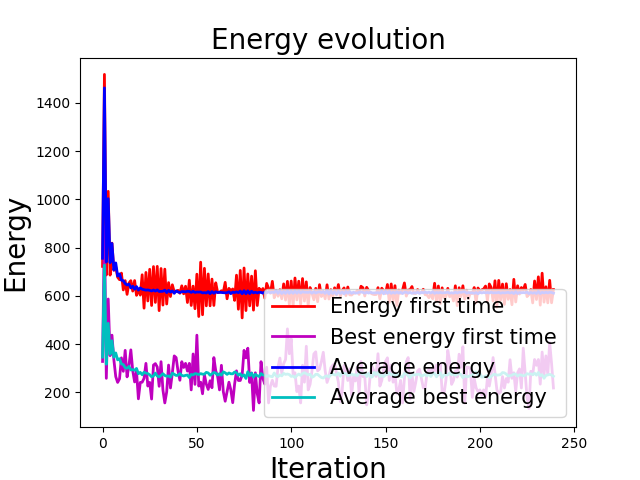 Energy evolution
Energy
1400
1200
1000
800
600
400
200
0
50
100
150
200
250
Iteration
Energy first time
Best energy first time
Average energy
Average best energy